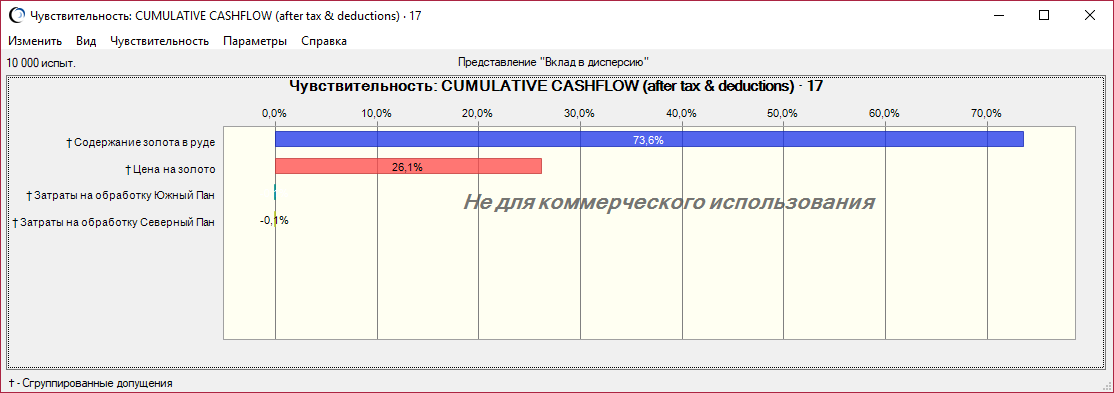 Чувствительность: CUMULATIVE CASHFLOW (after tax & deductions) - 17
Изменить Вид Чувствительность Параметры Справка
10 000 испыт. Представление "Вклад в дисперсию"
Чувствительность: CUMULATIVE CASHFLOW (after tax & deductions) - 17
0,0% 10,0% 20,0% 30,0% 40,0% 50,0% 60,0% 70,0%
† Содержание золота в руде 73,6%
† Цена на золото 26,1%
† Затраты на обработку Южный Пан
Не для коммерческого использования
† Затраты на обработку Северный Пан -0,1%
† - Сгруппированные допущения